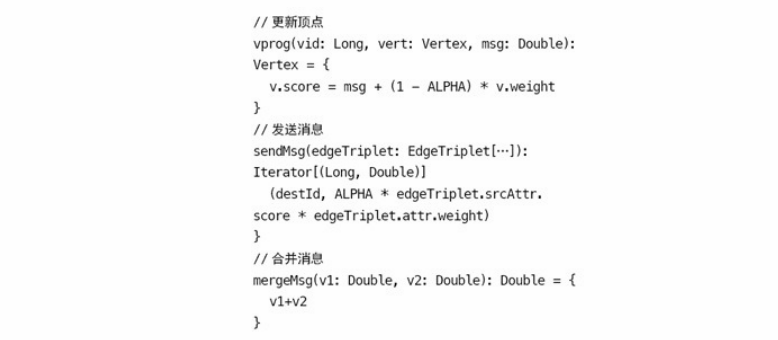 // 更新顶点
vprog(vid: Long, vert: Vertex, msg: Double):
Vertex = {
  v.score = msg + (1 - ALPHA) * v.weight
}
// 发送消息
sendMsg(edgeTriplet: EdgeTriplet[…]):
Iterator[(Long, Double)]
  (destId, ALPHA * edgeTriplet.srcAttr.
score * edgeTriplet.attr.weight)
}
// 合并消息
mergeMsg(v1: Double, v2: Double): Double = {
  v1+v2
}